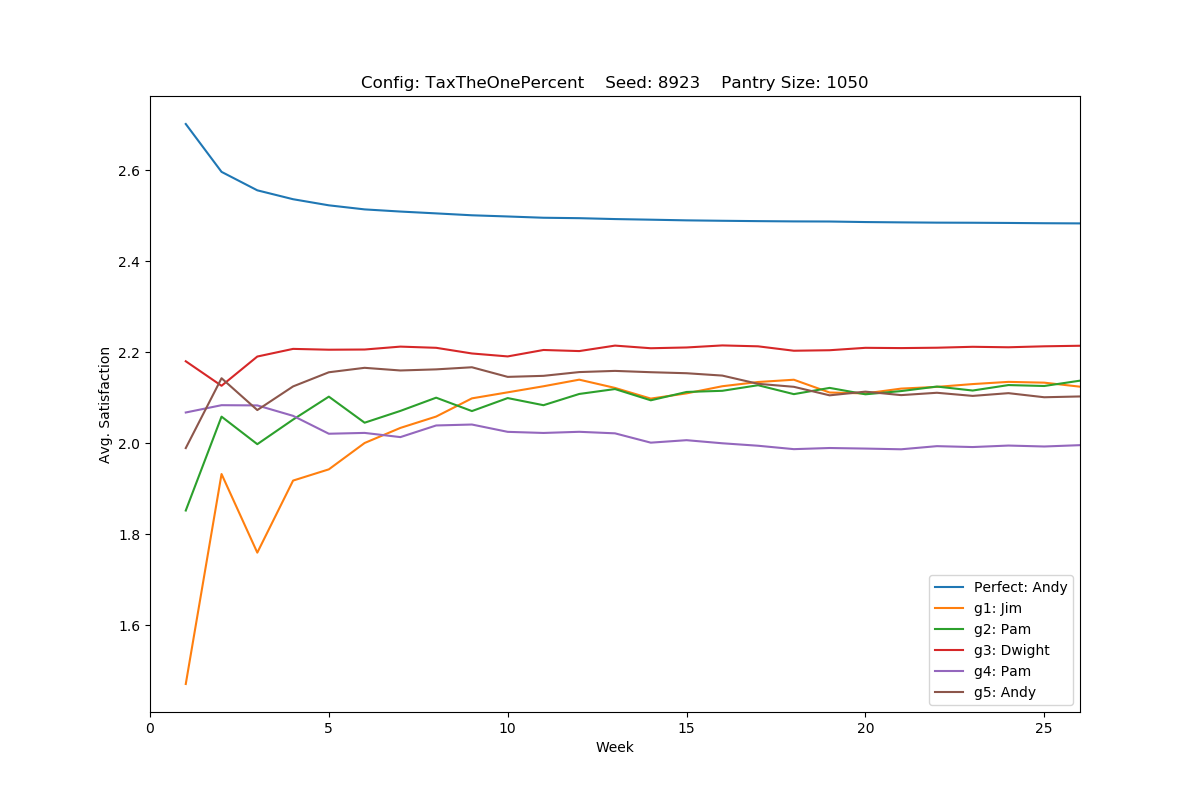 Config: TaxTheOnePercent    Seed: 8923    Pantry Size: 1050
2.6
2.4
2.2
2.0
1.8
1.6
Avg. Satisfaction
Perfect: Andy
g1: Jim
g2: Pam
g3: Dwight
g4: Pam
g5: Andy
0 5 10 15 20 25
Week